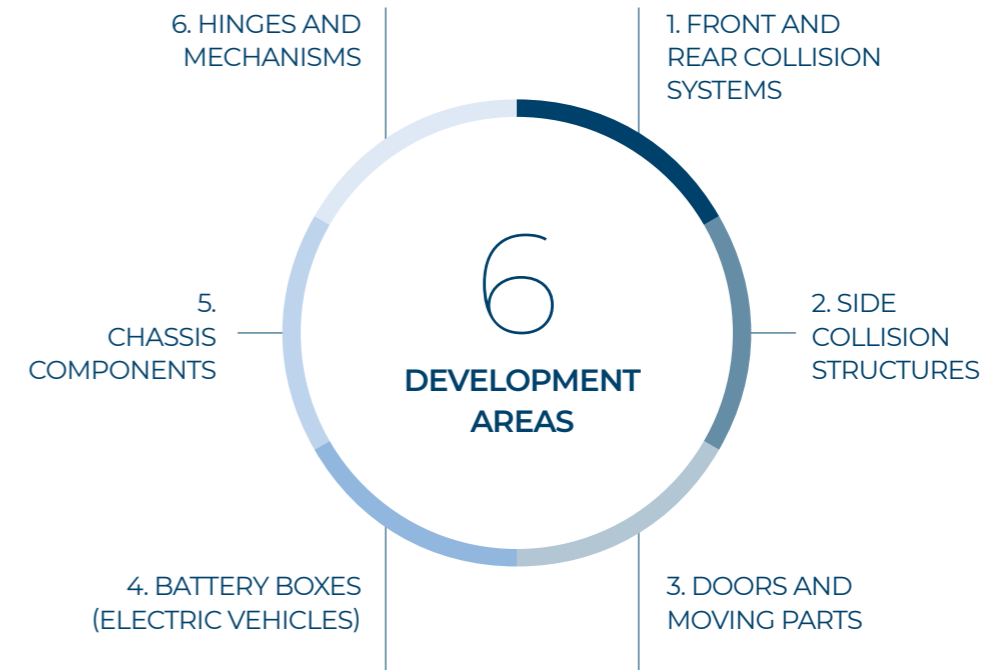 6. HINGES AND
MECHANISMS
1. FRONT AND
REAR COLLISION
SYSTEMS
6
DEVELOPMENT
AREAS
5.
CHASSIS
COMPONENTS
2. SIDE
COLLISION
STRUCTURES
4. BATTERY BOXES
(ELECTRIC VEHICLES)
3. DOORS AND
MOVING PARTS